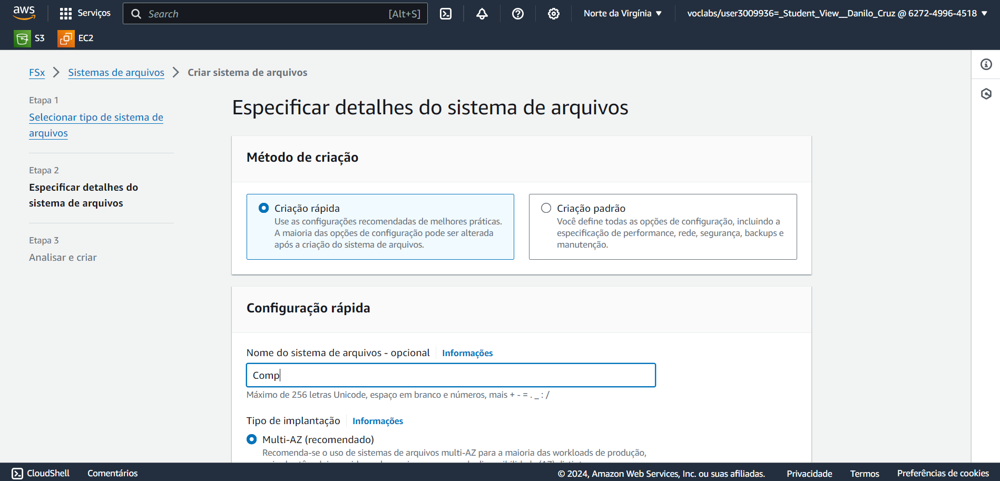 aws
Serviços
Search
[Alt+S]
Norte da Virgínia
voclabs/user3009936=_Student_View__Danilo_Cruz @ 6272-4996-4518
S3
EC2
FSx
Sistemas de arquivos
Criar sistema de arquivos
Etapa 1
Selecionar tipo de sistema de
arquivos
Etapa 2
Especificar detalhes do
sistema de arquivos
Etapa 3
Analisar e criar
Especificar detalhes do sistema de arquivos
Método de criação
Criação rápida
Use as configurações recomendadas de melhores práticas.
A maioria das opções de configuração pode ser alterada
após a criação do sistema de arquivos.
Criação padrão
Você define todas as opções de configuração, incluindo a
especificação de performance, rede, segurança, backups e
manutenção.
Configuração rápida
Nome do sistema de arquivos - opcional
Informações
Comp
Máximo de 256 letras Unicode, espaço em branco e números, mais + - = . _ : /
Tipo de implantação
Informações
Multi-AZ (recomendado)
Recomenda-se o uso de sistemas de arquivos multi-AZ para a maioria das workloads de produção,
CloudShell
Comentários
© 2024, Amazon Web Services, Inc. ou suas afiliadas.
Privacidade
Termos
Preferências de cookies